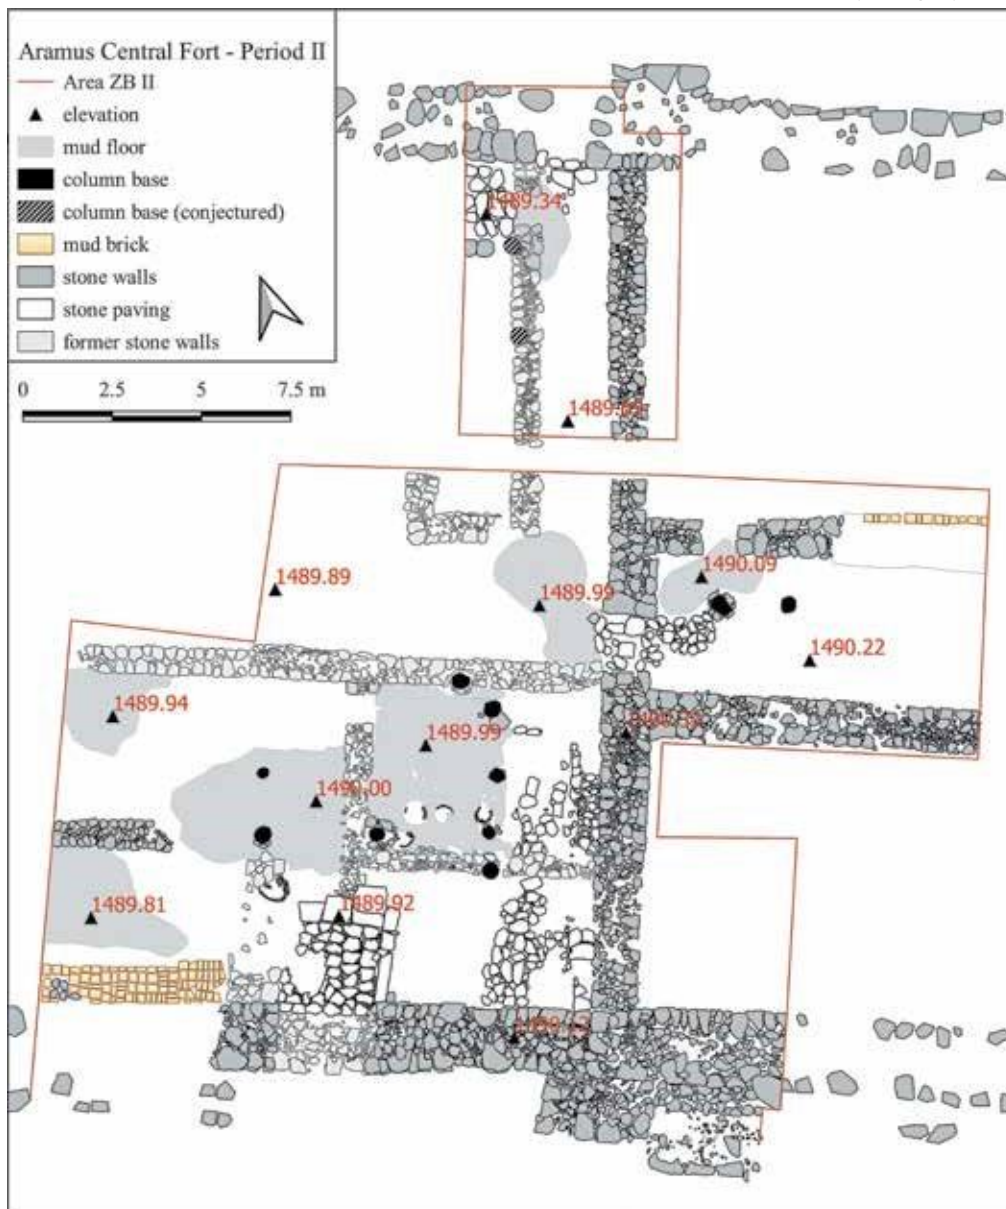 Aramus Central Fort - Period II
Area ZB II
elevation
mud floor
column base
column base (conjectured)
mud brick
stone walls
stone paving
former stone walls
0 2.5 5 7.5 m
1489.34
1489.89
1489.99
1490.09
1490.22
1489.94
1489.99
1490.00
1489.81
1489.92